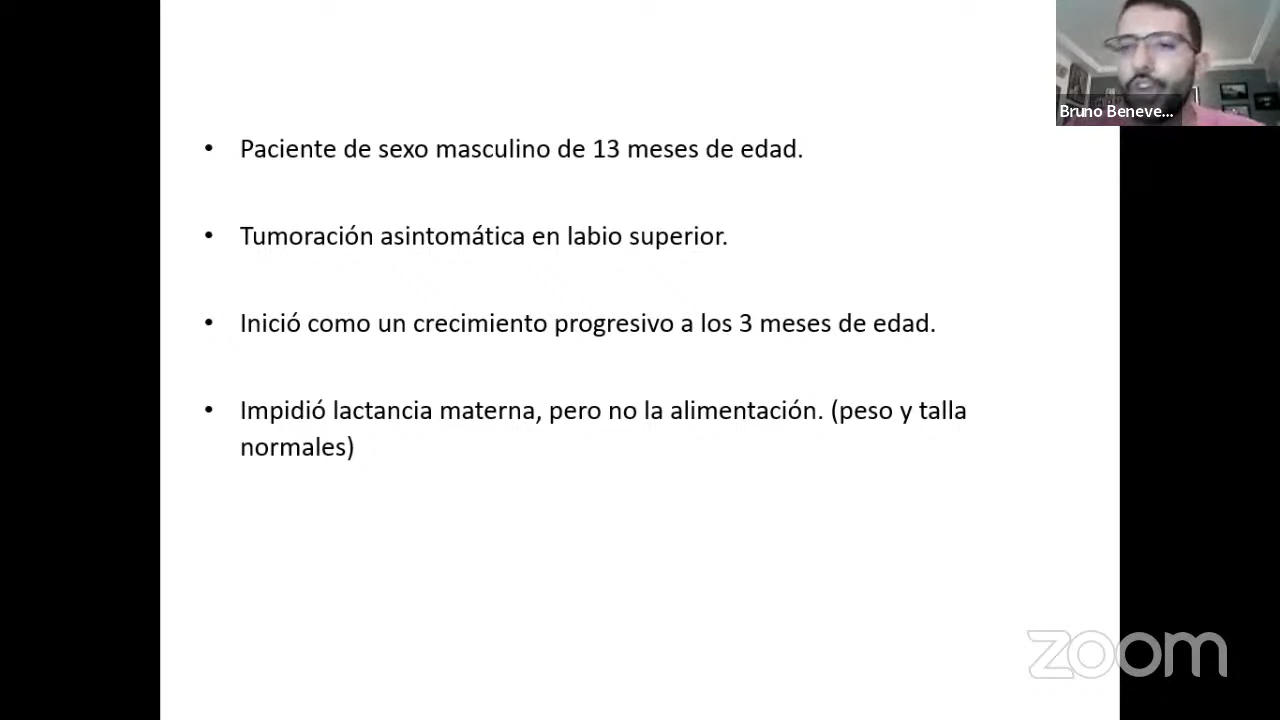 Bruno Beneve...
• Paciente de sexo masculino de 13 meses de edad.
• Tumoración asintomática en labio superior.
• Inició como un crecimiento progresivo a los 3 meses de edad.
• Impidió lactancia materna, pero no la alimentación. (peso y talla
normales)
zoom